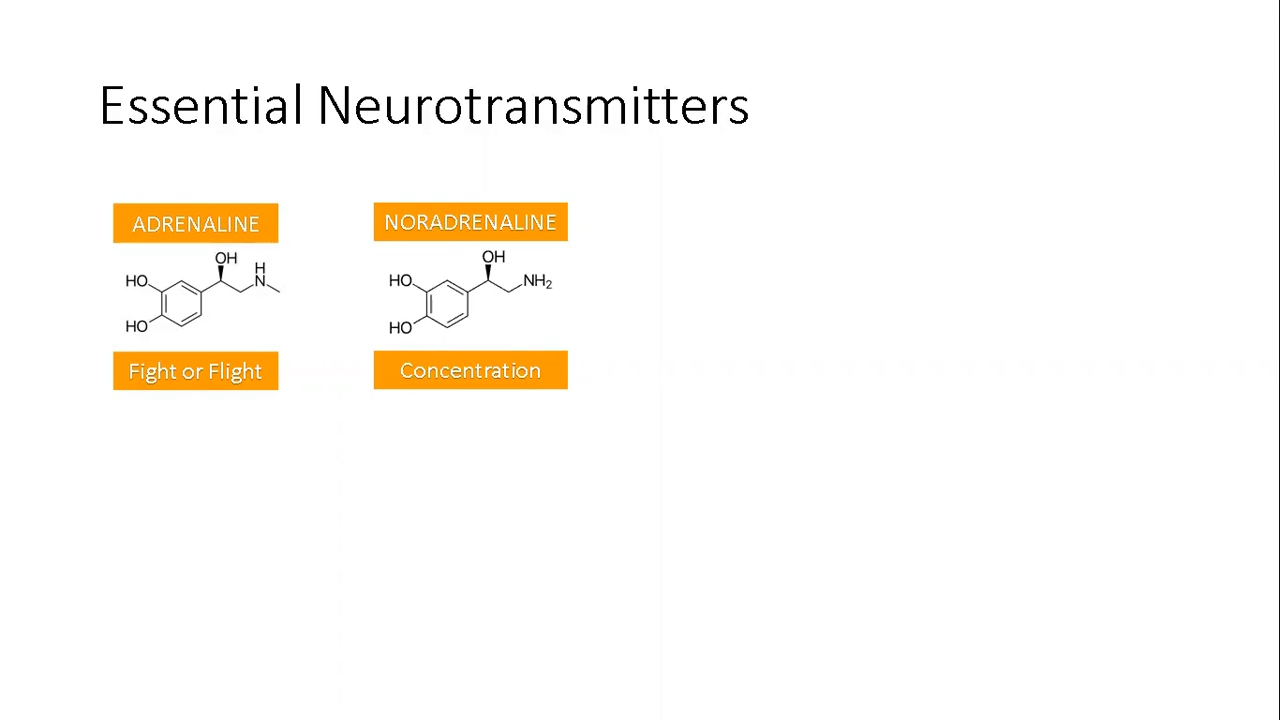 Essential Neurotransmitters
ADRENALINE
NORADRENALINE
OH
H
HO
N
HO
OH
HO
NH₂
HO
Fight or Flight
Concentration